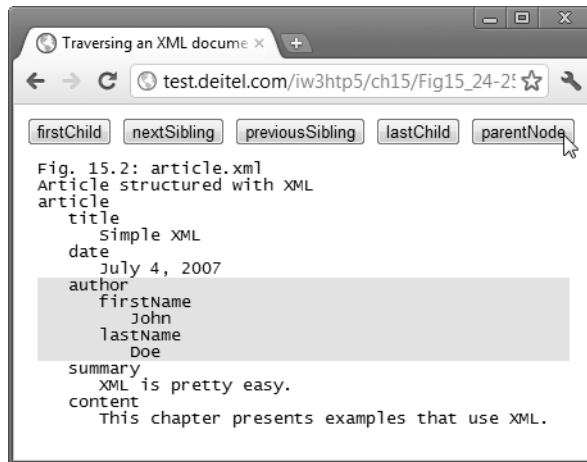 Traversing an XML docume
test.deitel.com/iw3htp5/ch15/Fig15_24-25
firstChild nextSibling previousSibling lastChild parentNode
Fig. 15.2: article.xml
Article structured with XML
article
title
Simple XML
date
July 4, 2007
author
firstName
John
lastName
Doe
summary
XML is pretty easy.
content
This chapter presents examples that use XML.